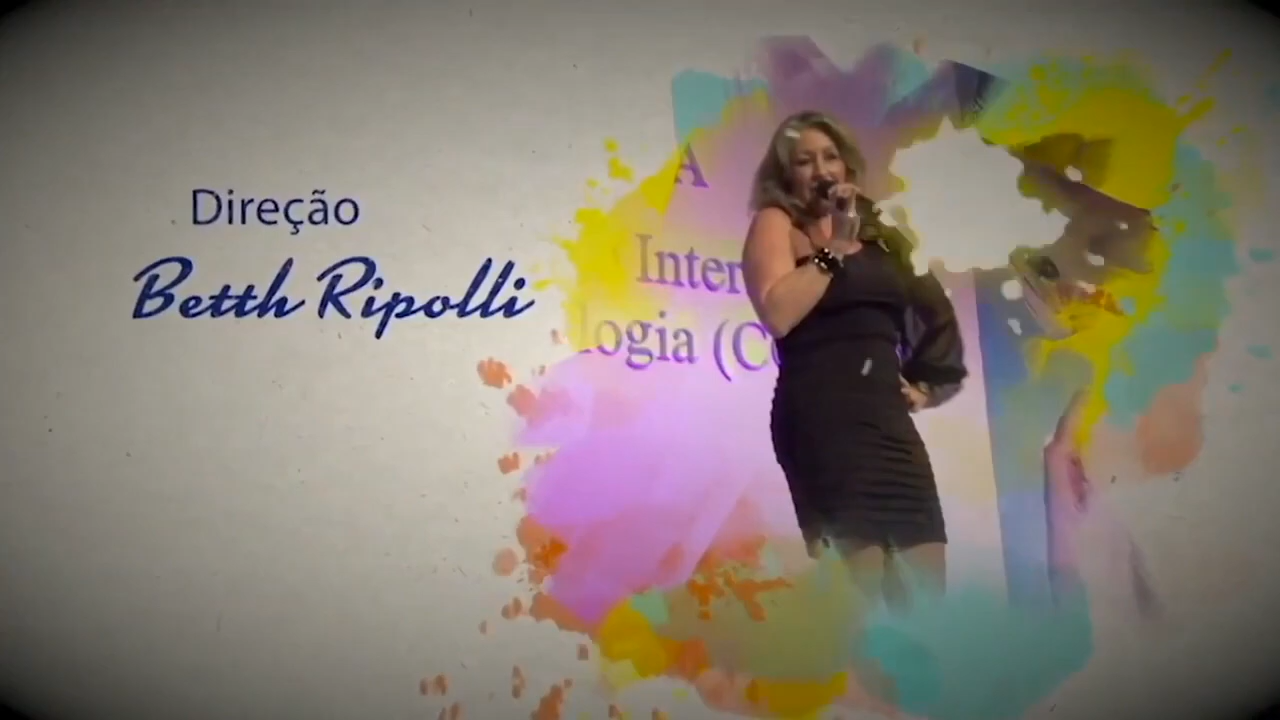 Direção
Betth Ripolli
A
Inter
logia (C